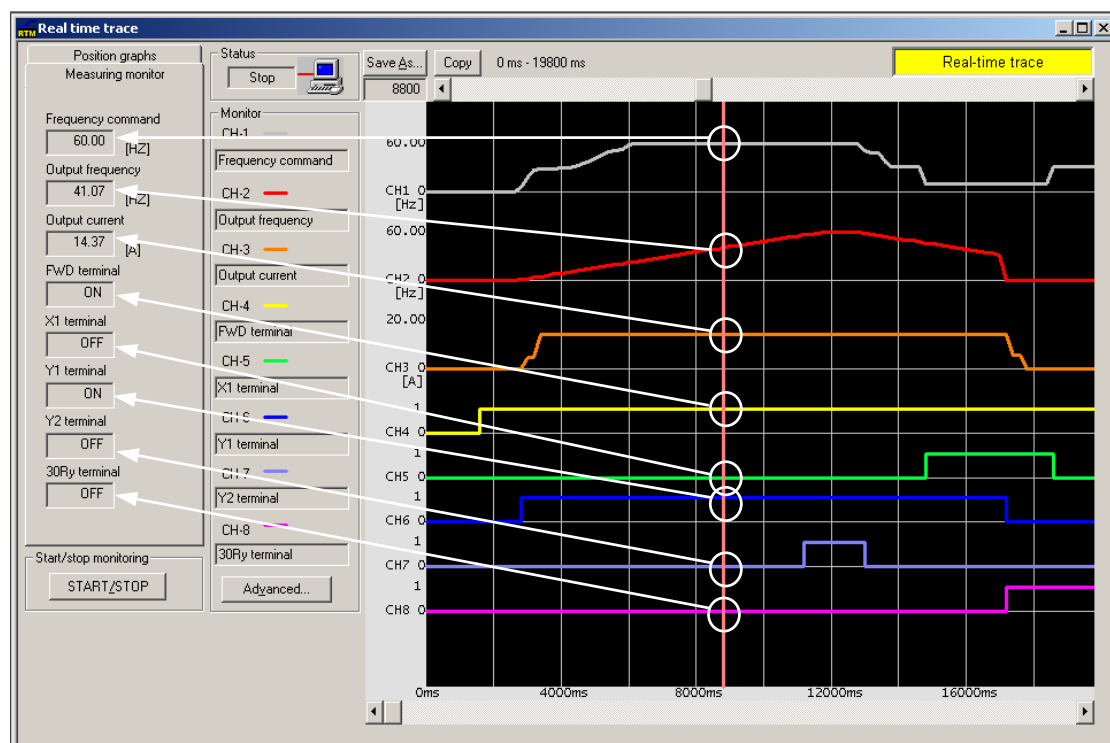 RTM Real time trace
Position graphs
Measuring monitor
Frequency command
60.00 [HZ]
Output frequency
41.07 [HZ]
Output current
14.37 [A]
FWD terminal
ON
X1 terminal
OFF
Y1 terminal
ON
Y2 terminal
OFF
30Ry terminal
OFF
Start/stop monitoring
START/STOP
Status
Stop
Monitor
CH-1
Frequency command
CH-2
Output frequency
CH-3
Output current
CH-4
FWD terminal
CH-5
X1 terminal
CH-6
Y1 terminal
CH-7
Y2 terminal
CH-8
30Ry terminal
Advanced...
Save As...
Copy
0 ms - 19800 ms
Real-time trace
8800
60.00
CH1 0
[Hz]
60.00
CH2 0
[Hz]
20.00
CH3 0
[A]
1
CH4 0
1
CH5 0
1
CH6 0
1
CH7 0
1
CH8 0
0ms 4000ms 8000ms 12000ms 16000ms